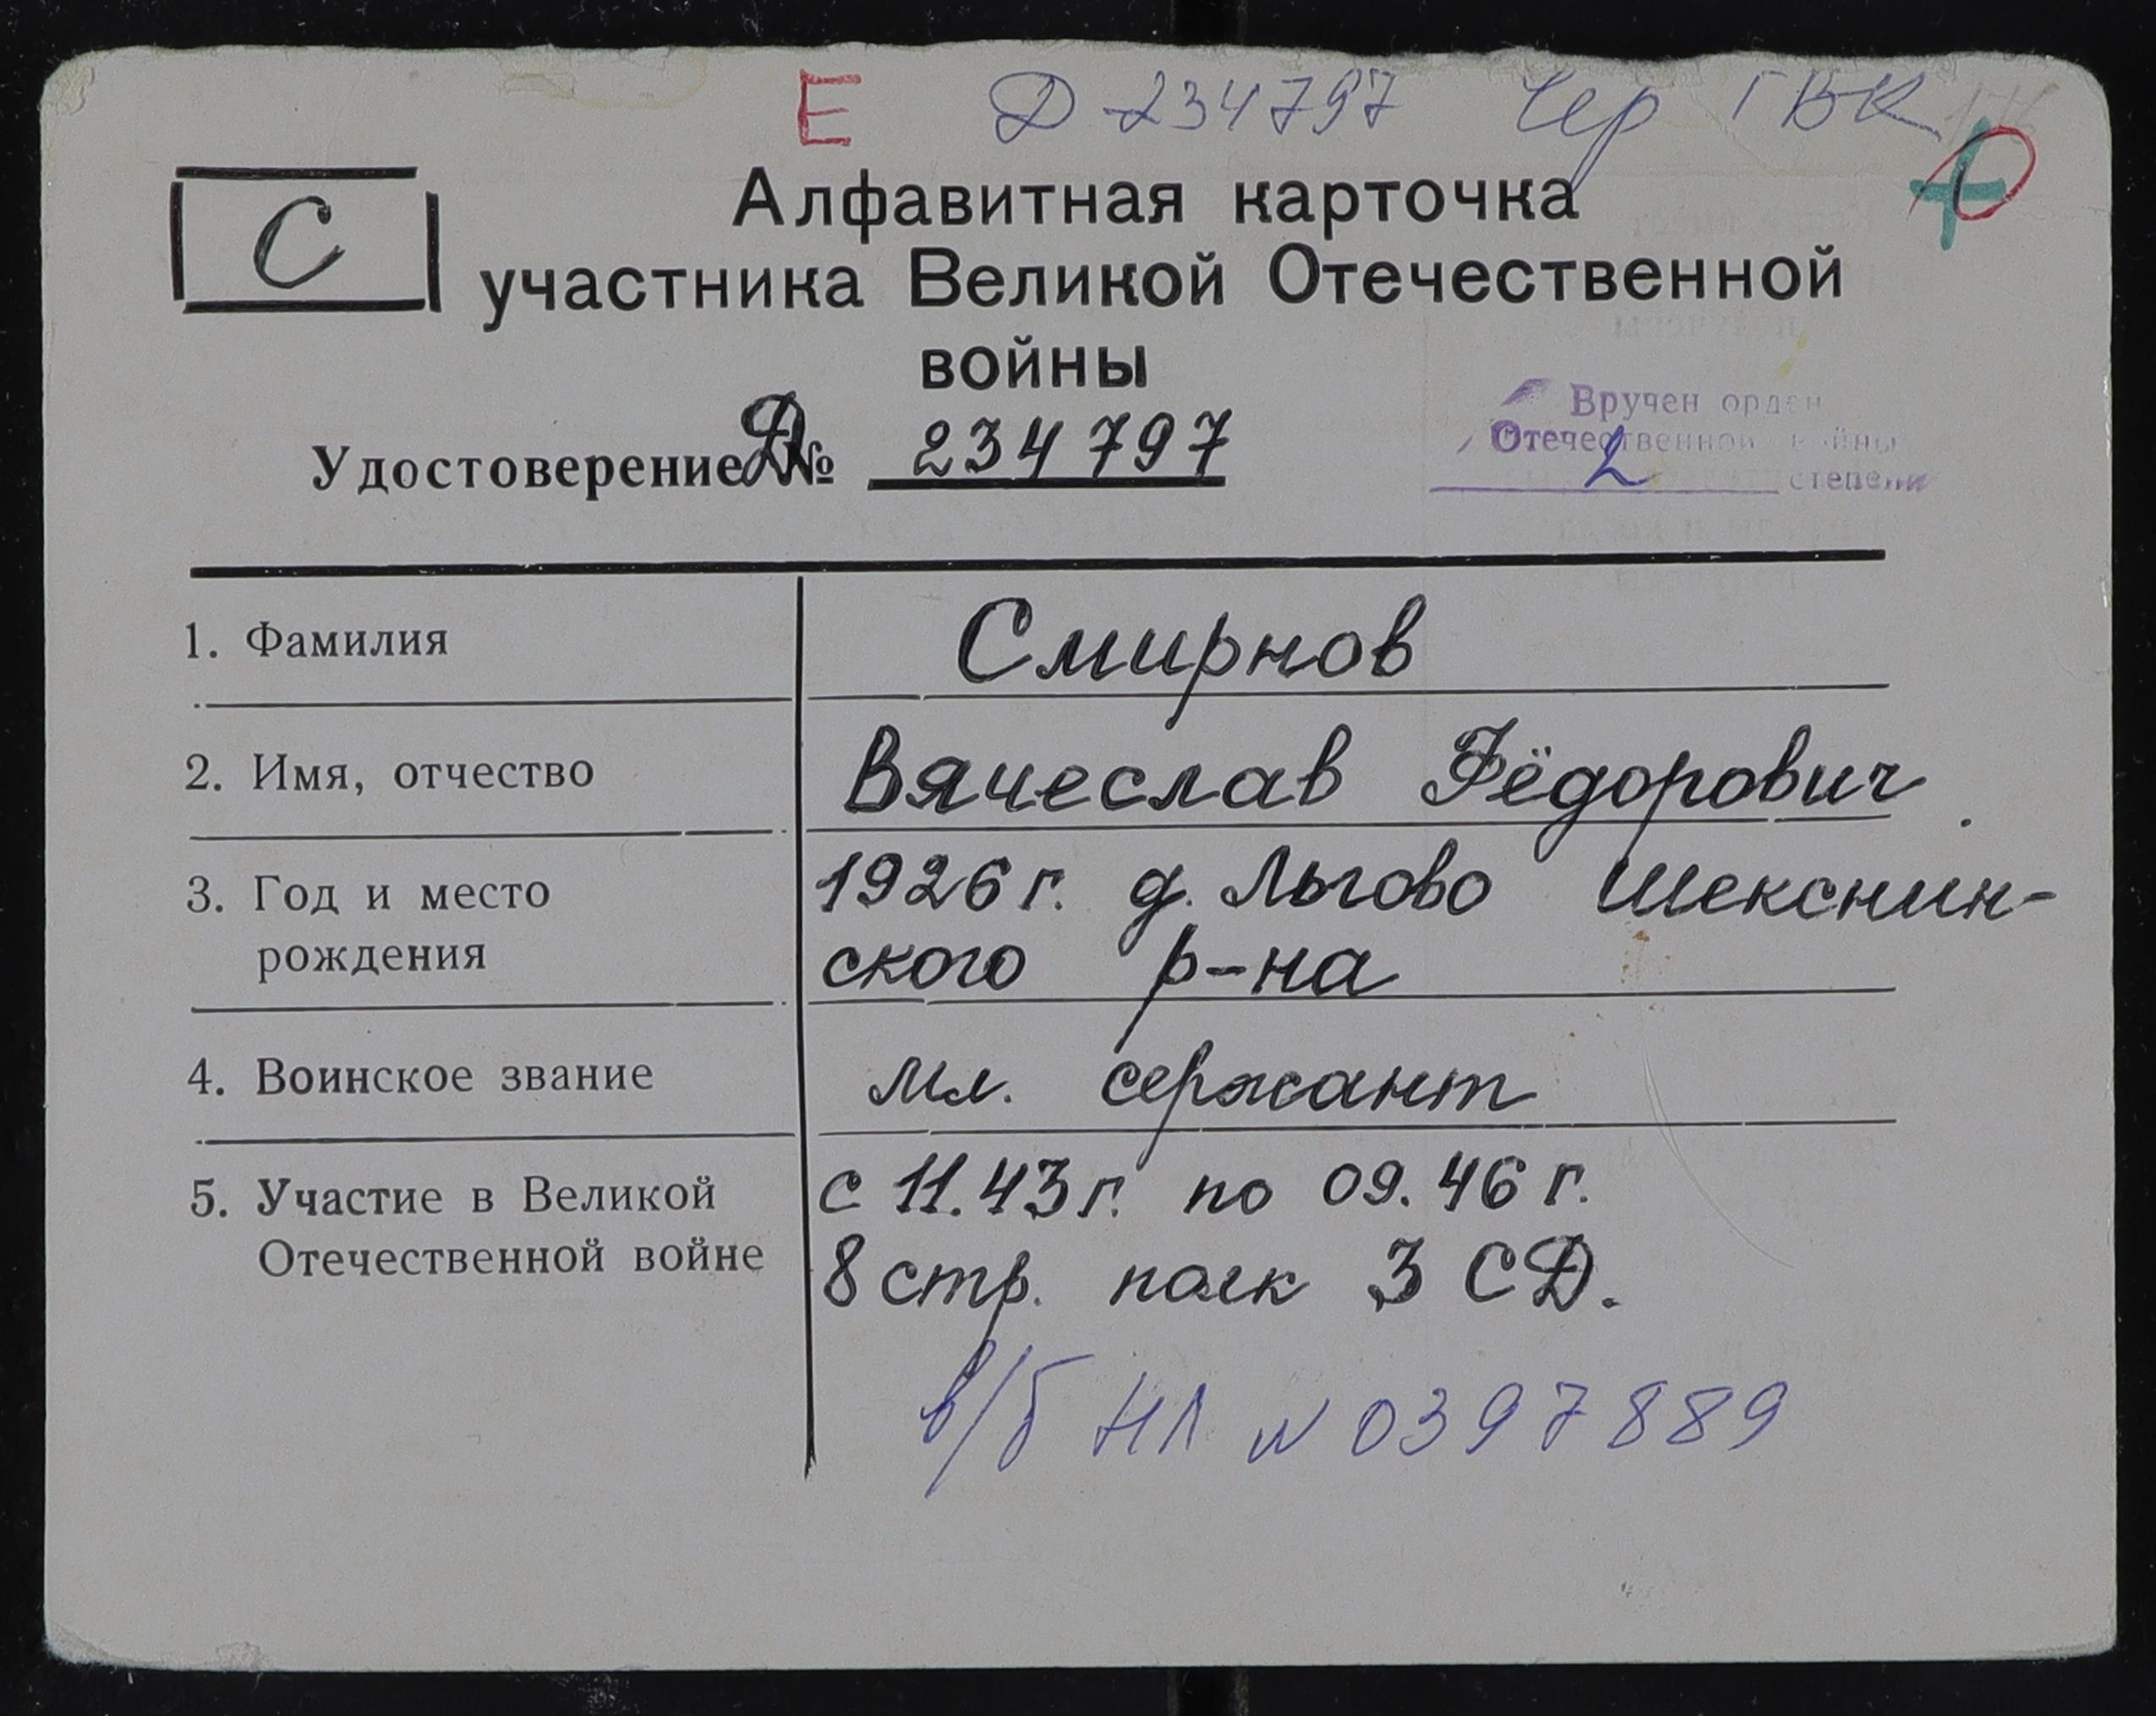 Е Д-234797 Чер ГВК
С
Алфавитная карточка
участника Великой Отечественной
войны
Удостоверение Д № 234797
Вручен орден
Отечественной войны
2 степени
1. Фамилия
Смирнов
2. Имя, отчество
Вячеслав Фёдорович
3. Год и место
рождения
1926 г. д. Льгово Шекснин-
ского р-на
4. Воинское звание
мл. сержант
5. Участие в Великой
Отечественной войне
с 11.43 г. по 09.46 г.
8 стр. полк 3 СД.
в/б НЛ N 0397889